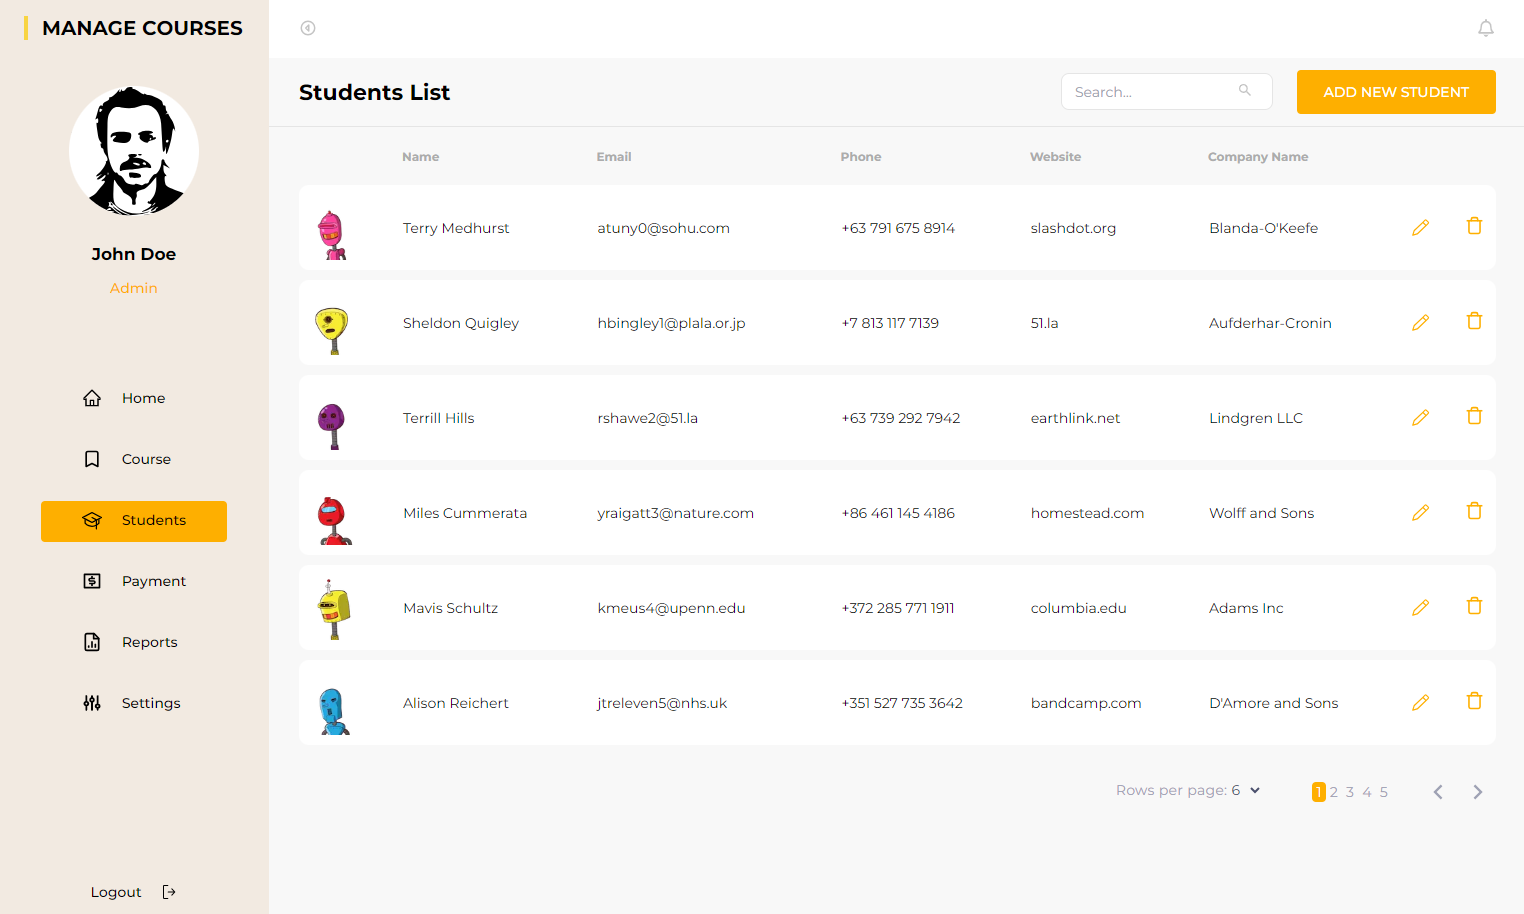 MANAGE COURSES
John Doe
Admin
Home
Course
Students
Payment
Reports
Settings
Logout
Students List
Search...
ADD NEW STUDENT
Name Email Phone Website Company Name
Terry Medhurst atuny0@sohu.com +63 791 675 8914 slashdot.org Blanda-O'Keefe
Sheldon Quigley hbingley1@plala.or.jp +7 813 117 7139 51.la Aufderhar-Cronin
Terrill Hills rshawe2@51.la +63 739 292 7942 earthlink.net Lindgren LLC
Miles Cummerata yraigatt3@nature.com +86 461 145 4186 homestead.com Wolff and Sons
Mavis Schultz kmeus4@upenn.edu +372 285 771 1911 columbia.edu Adams Inc
Alison Reichert jtreleven5@nhs.uk +351 527 735 3642 bandcamp.com D'Amore and Sons
Rows per page: 6 1 2 3 4 5